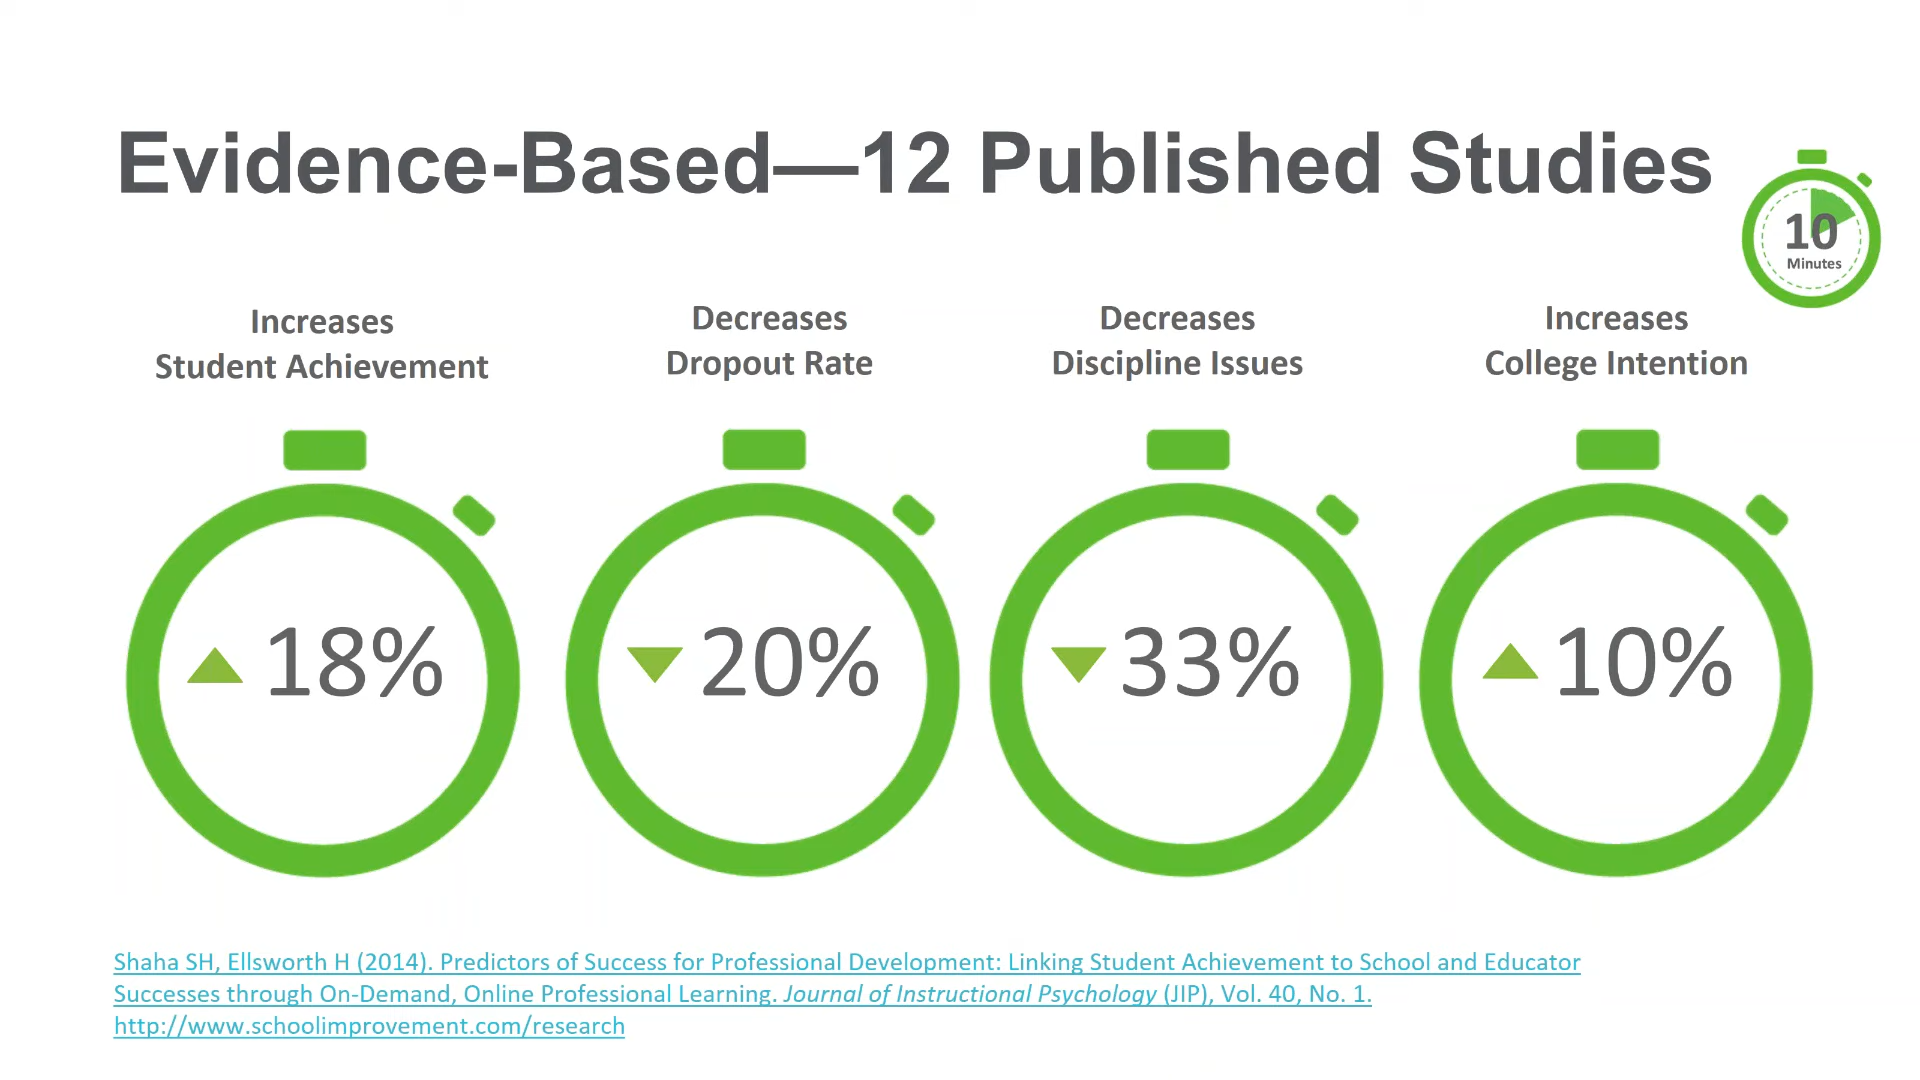 Evidence-Based—12 Published Studies
10
Minutes
Increases
Student Achievement
Decreases
Dropout Rate
Decreases
Discipline Issues
Increases
College Intention
18%
20%
33%
10%
Shaha SH, Ellsworth H (2014). Predictors of Success for Professional Development: Linking Student Achievement to School and Educator
Successes through On-Demand, Online Professional Learning. Journal of Instructional Psychology (JIP), Vol. 40, No. 1.
http://www.schoolimprovement.com/research